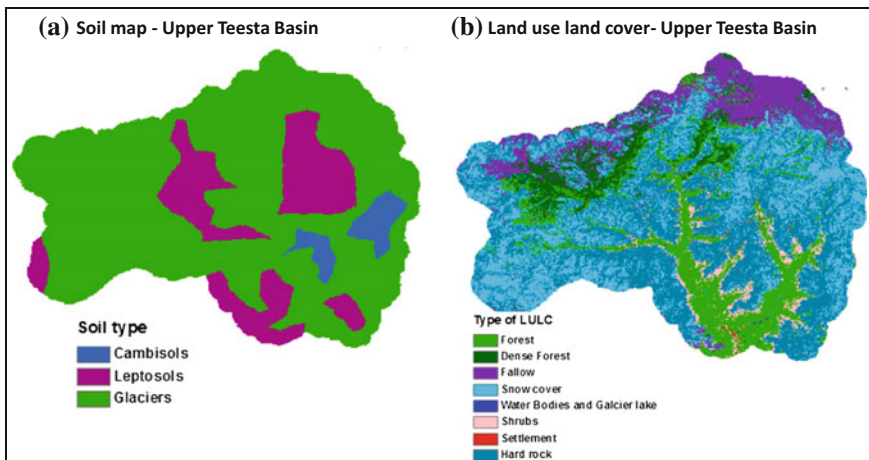 (a) Soil map - Upper Teesta Basin
Soil type
Cambisols
Leptosols
Glaciers
(b) Land use land cover- Upper Teesta Basin
Type of LULC
Forest
Dense Forest
Fallow
Snow cover
Water Bodies and Galcier lake
Shrubs
Settlement
Hard rock